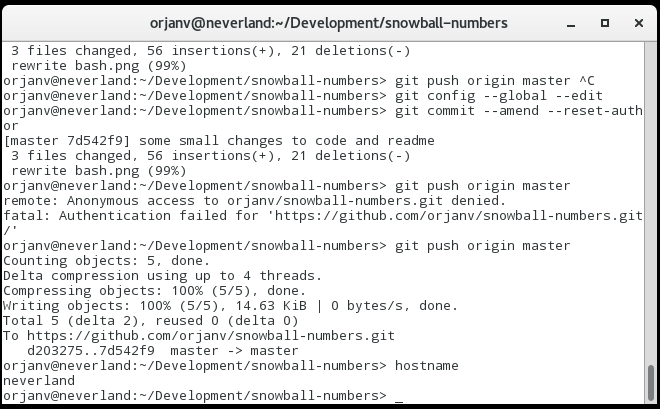 orjanv@neverland:~/Development/snowball-numbers
 3 files changed, 56 insertions(+), 21 deletions(-)
 rewrite bash.png (99%)
orjanv@neverland:~/Development/snowball-numbers> git push origin master ^C
orjanv@neverland:~/Development/snowball-numbers> git config --global --edit
orjanv@neverland:~/Development/snowball-numbers> git commit --amend --reset-auth
or
[master 7d542f9] some small changes to code and readme
 3 files changed, 56 insertions(+), 21 deletions(-)
 rewrite bash.png (99%)
orjanv@neverland:~/Development/snowball-numbers> git push origin master
remote: Anonymous access to orjanv/snowball-numbers.git denied.
fatal: Authentication failed for 'https://github.com/orjanv/snowball-numbers.git
/'
orjanv@neverland:~/Development/snowball-numbers> git push origin master
Counting objects: 5, done.
Delta compression using up to 4 threads.
Compressing objects: 100% (5/5), done.
Writing objects: 100% (5/5), 14.63 KiB | 0 bytes/s, done.
Total 5 (delta 2), reused 0 (delta 0)
To https://github.com/orjanv/snowball-numbers.git
   d203275..7d542f9  master -> master
orjanv@neverland:~/Development/snowball-numbers> hostname
neverland
orjanv@neverland:~/Development/snowball-numbers> _